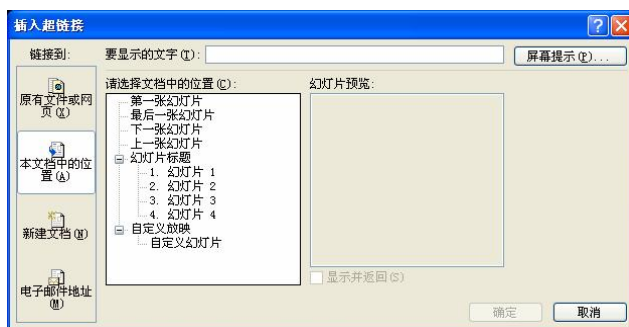 插入超链接
链接到:
要显示的文字(T):
屏幕提示(P)...
原有文件或网页(X)
本文档中的位置(A)
新建文档(N)
电子邮件地址(M)
请选择文档中的位置(C):
第一张幻灯片
最后一张幻灯片
下一张幻灯片
上一张幻灯片
幻灯片标题
1. 幻灯片 1
2. 幻灯片 2
3. 幻灯片 3
4. 幻灯片 4
自定义放映
自定义幻灯片
幻灯片预览:
显示并返回(S)
确定
取消